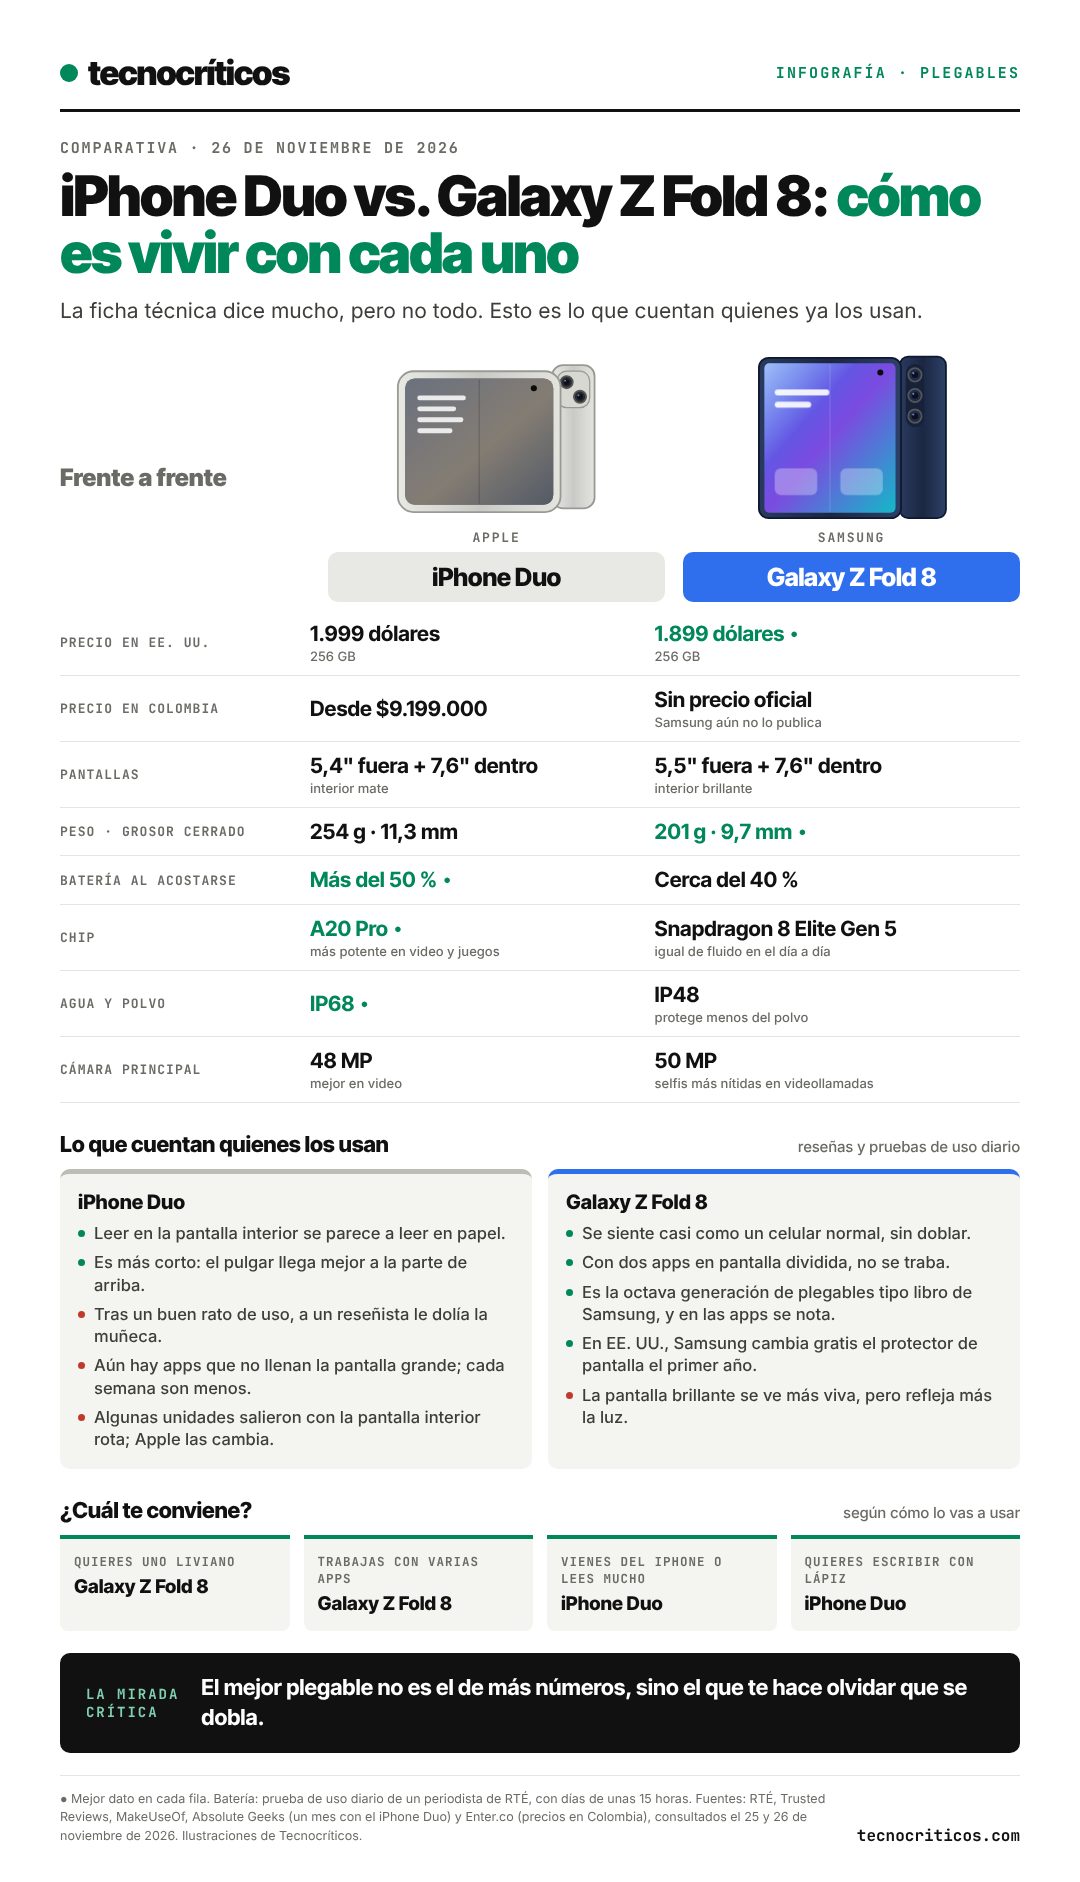 tecnocríticos
INFOGRAFÍA · PLEGABLES
COMPARATIVA · 26 DE NOVIEMBRE DE 2026
iPhone Duo vs. Galaxy Z Fold 8: cómo
es vivir con cada uno
La ficha técnica dice mucho, pero no todo. Esto es lo que cuentan quienes ya los usan.
Frente a frente
APPLE
iPhone Duo
SAMSUNG
Galaxy Z Fold 8
PRECIO EN EE. UU.
1.999 dólares
256 GB
1.899 dólares •
256 GB
PRECIO EN COLOMBIA
Desde $9.199.000
Sin precio oficial
Samsung aún no lo publica
PANTALLAS
5,4" fuera + 7,6" dentro
interior mate
5,5" fuera + 7,6" dentro
interior brillante
PESO · GROSOR CERRADO
254 g · 11,3 mm
201 g · 9,7 mm •
BATERÍA AL ACOSTARSE
Más del 50 % •
Cerca del 40 %
CHIP
A20 Pro •
más potente en video y juegos
Snapdragon 8 Elite Gen 5
igual de fluido en el día a día
AGUA Y POLVO
IP68 •
IP48
protege menos del polvo
CÁMARA PRINCIPAL
48 MP
mejor en video
50 MP
selfis más nítidas en videollamadas
Lo que cuentan quienes los usan
reseñas y pruebas de uso diario
iPhone Duo
Leer en la pantalla interior se parece a leer en papel.
Es más corto: el pulgar llega mejor a la parte de
arriba.
Tras un buen rato de uso, a un reseñista le dolía la
muñeca.
Aún hay apps que no llenan la pantalla grande; cada
semana son menos.
Algunas unidades salieron con la pantalla interior
rota; Apple las cambia.
Galaxy Z Fold 8
Se siente casi como un celular normal, sin doblar.
Con dos apps en pantalla dividida, no se traba.
Es la octava generación de plegables tipo libro de
Samsung, y en las apps se nota.
En EE. UU., Samsung cambia gratis el protector de
pantalla el primer año.
La pantalla brillante se ve más viva, pero refleja más
la luz.
¿Cuál te conviene?
según cómo lo vas a usar
QUIERES UNO LIVIANO
Galaxy Z Fold 8
TRABAJAS CON VARIAS
APPS
Galaxy Z Fold 8
VIENES DEL IPHONE O
LEES MUCHO
iPhone Duo
QUIERES ESCRIBIR CON
LÁPIZ
iPhone Duo
LA MIRADA
CRÍTICA
El mejor plegable no es el de más números, sino el que te hace olvidar que se
dobla.
● Mejor dato en cada fila. Batería: prueba de uso diario de un periodista de RTÉ, con días de unas 15 horas. Fuentes: RTÉ, Trusted
Reviews, MakeUseOf, Absolute Geeks (un mes con el iPhone Duo) y Enter.co (precios en Colombia), consultados el 25 y 26 de
noviembre de 2026. Ilustraciones de Tecnocríticos.
tecnocriticos.com